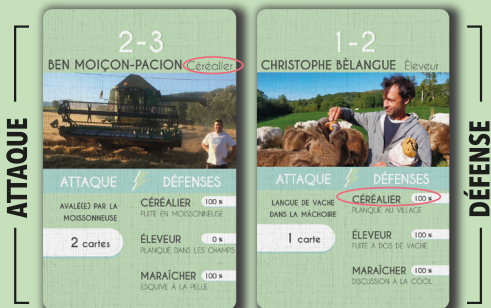 ATTAQUE
2-3
BEN MOIÇON-PACION Céréalier
ATTAQUE
DÉFENSES
AVALÉ(E) PAR LA
MOISSONNEUSE
2 cartes
CÉRÉALIER 100 %
FUITE EN MOISSONNEUSE
ÉLEVEUR 0 %
PLANQUÉ DANS LES CHAMPS
MARAÎCHER 100 %
ESQUIVE À LA PELLE
1-2
CHRISTOPHE BÈLANGUE Éleveur
ATTAQUE
DÉFENSES
LANGUE DE VACHE
DANS LA MÂCHOIRE
1 carte
CÉRÉALIER 100 %
PLANQUE AU VILLAGE
ÉLEVEUR 100 %
FUITE À DOS DE VACHE
MARAÎCHER 100 %
DISCUSSION A LA COOL
DÉFENSE